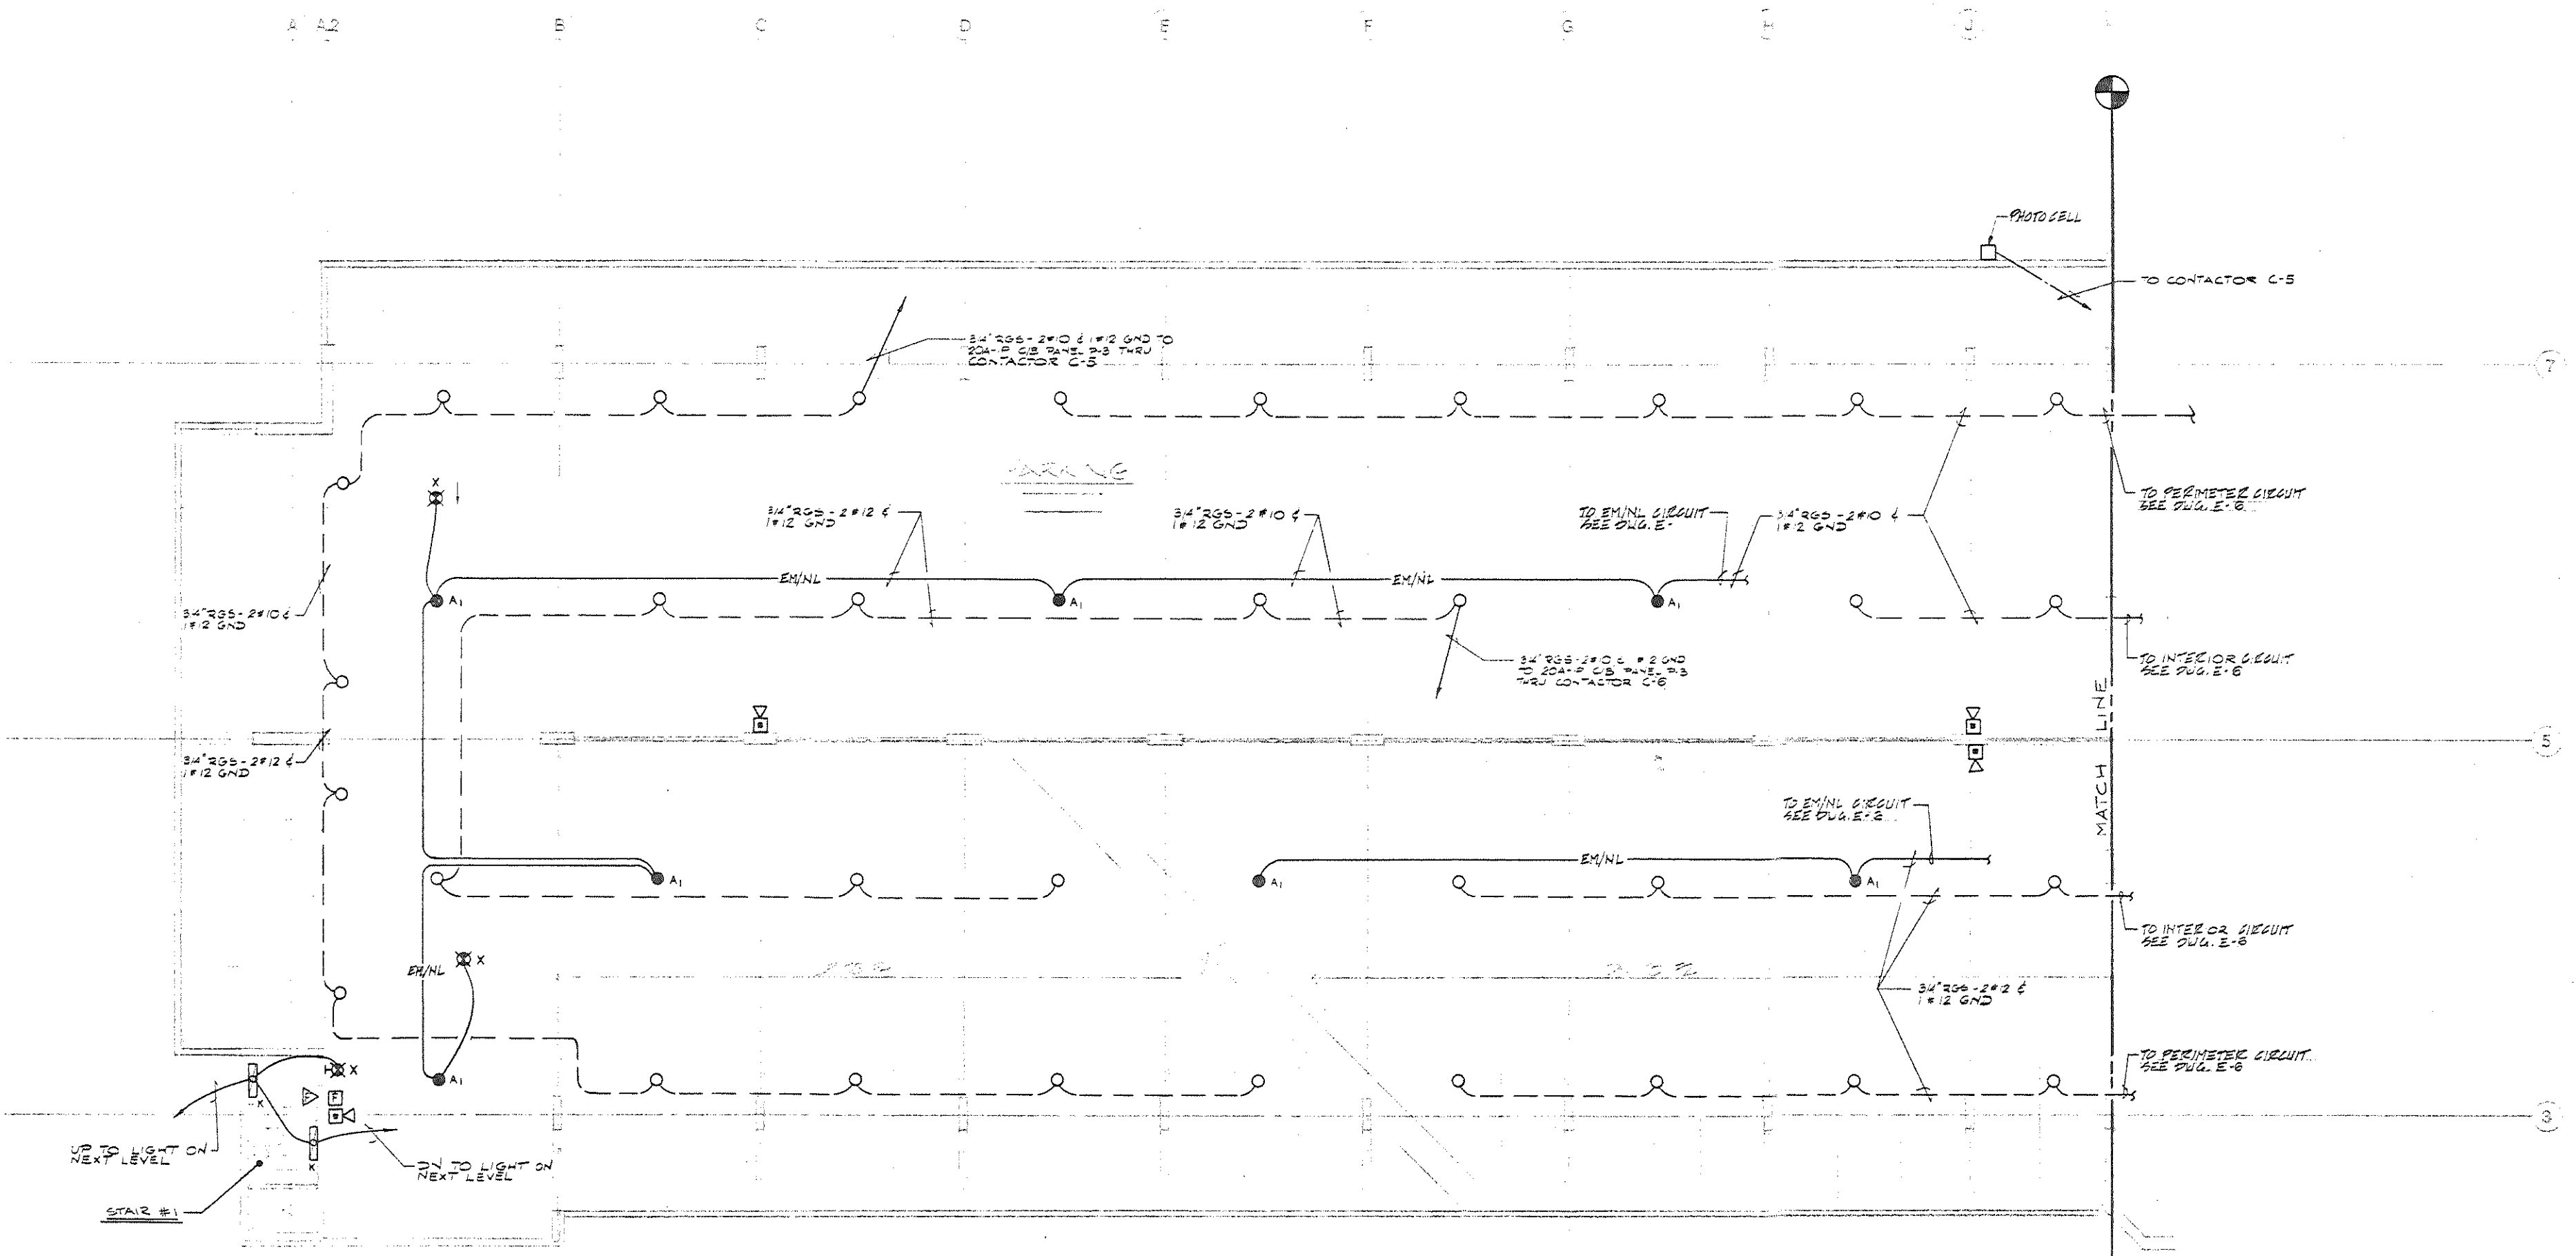 A A.2 B C D E F G H J
PHOTOCELL
TO CONTACTOR C-5
3/4" RGS - 2#10 & 1#12 GND TO
20A-1P C/B PANEL P-3 THRU
CONTACTOR C-5
7
PARKING
X
3/4" RGS - 2#12 &
1#12 GND
3/4" RGS - 2#10 &
1#12 GND
TO EM/NL CIRCUIT
SEE DWG. E-
3/4" RGS - 2#10 &
1#12 GND
TO PERIMETER CIRCUIT
SEE DWG. E-6
EM/NL
EM/NL
A1
A1
A1
3/4" RGS - 2#10 &
1#12 GND
3/4" RGS - 2#10 & #12 GND
TO 20A-1P C/B PANEL P-3
THRU CONTACTOR C-6
TO INTERIOR CIRCUIT
SEE DWG. E-6
MATCH LINE
5
3/4" RGS - 2#12 &
1#12 GND
TO EM/NL CIRCUIT
SEE DWG. E-
EM/NL
A1
A1
A1
TO INTERIOR CIRCUIT
SEE DWG. E-6
EM/NL
X
3/4" RGS - 2#12 &
1#12 GND
TO PERIMETER CIRCUIT
SEE DWG. E-6
H X
A1
K
F
F
3
UP TO LIGHT ON
NEXT LEVEL
K
DN TO LIGHT ON
NEXT LEVEL
STAIR #1